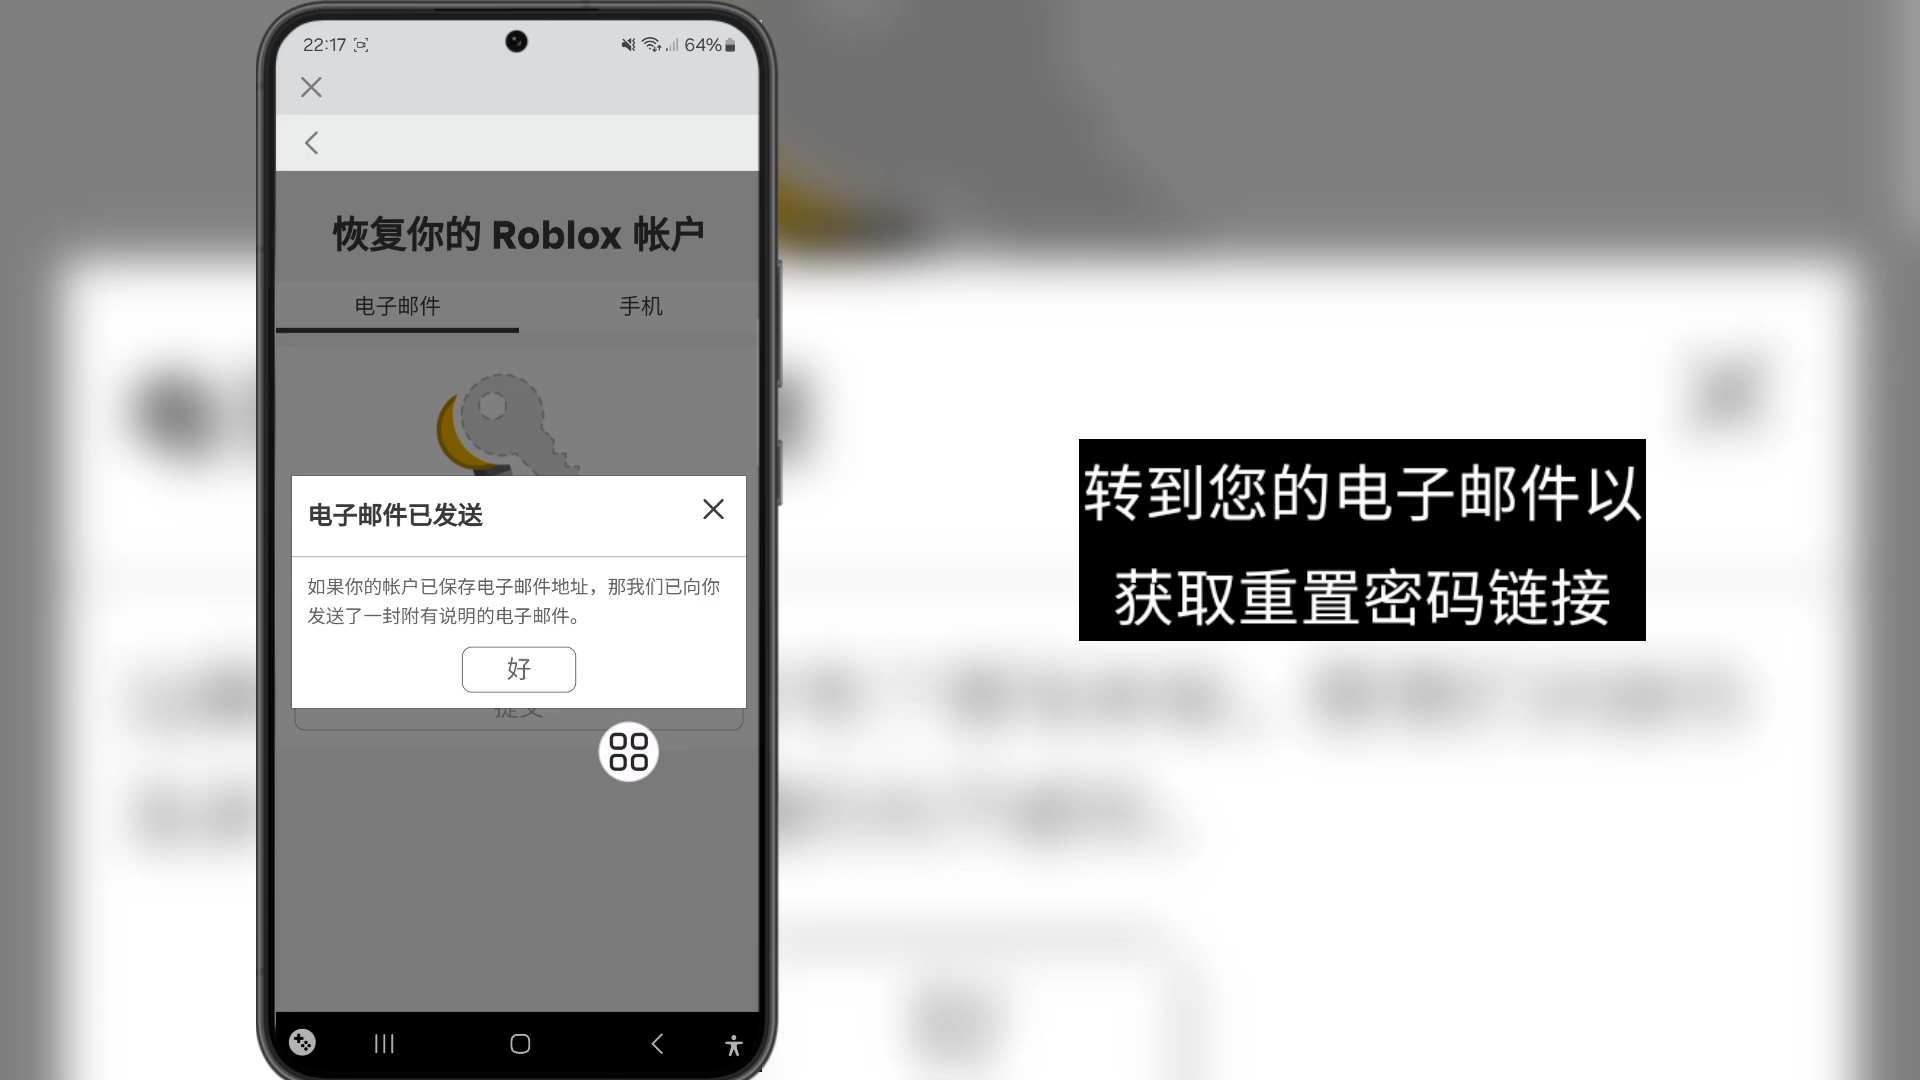 22:17
64%
恢复你的 Roblox 帐户
电子邮件
手机
电子邮件已发送
如果你的帐户已保存电子邮件地址，那我们已向你
发送了一封附有说明的电子邮件。
好
提交
转到您的电子邮件以
获取重置密码链接